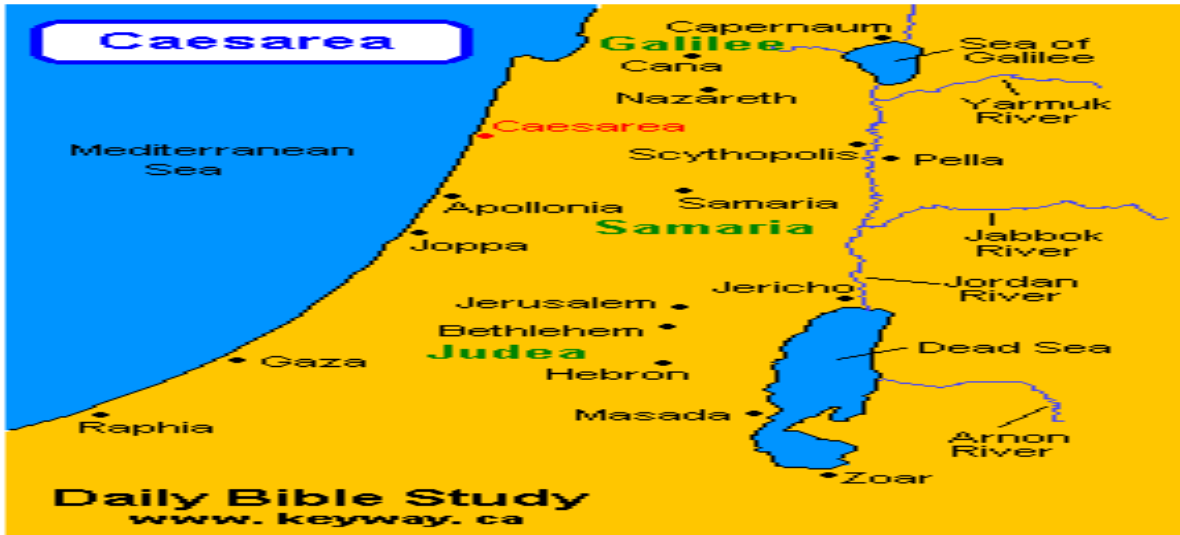 Caesarea
Capernaum
Galilee
Sea of
Galilee
Cana
Nazareth
Yarmuk
River
Caesarea
Mediterranean
Sea
Scythopolis
Pella
Apollonia
Samaria
Samaria
Joppa
Jabbok
River
Jericho
Jordan
River
Jerusalem
Bethlehem
Judea
Dead Sea
Gaza
Hebron
Masada
Raphia
Arnon
River
Zoar
Daily Bible Study
www.keyway.ca